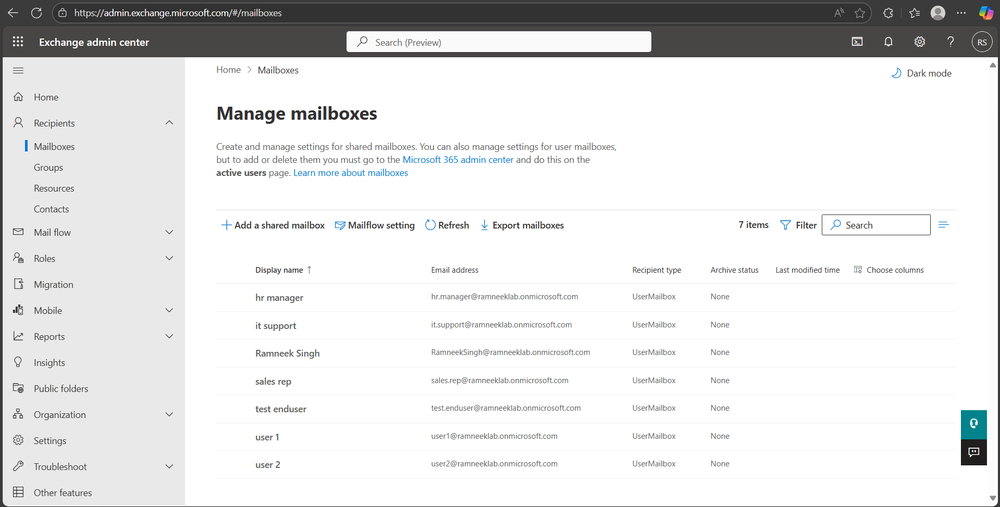 https://admin.exchange.microsoft.com/#/mailboxes
Exchange admin center
Search (Preview)
RS
Home
Recipients
Mailboxes
Groups
Resources
Contacts
Mail flow
Roles
Migration
Mobile
Reports
Insights
Public folders
Organization
Settings
Troubleshoot
Other features
Home > Mailboxes
Dark mode
Manage mailboxes
Create and manage settings for shared mailboxes. You can also manage settings for user mailboxes,
but to add or delete them you must go to the Microsoft 365 admin center and do this on the
active users page. Learn more about mailboxes
Add a shared mailbox Mailflow setting Refresh Export mailboxes 7 items Filter Search
Display name ↑ Email address Recipient type Archive status Last modified time Choose columns
hr manager hr.manager@ramneeklab.onmicrosoft.com UserMailbox None
it support it.support@ramneeklab.onmicrosoft.com UserMailbox None
Ramneek Singh RamneekSingh@ramneeklab.onmicrosoft.com UserMailbox None
sales rep sales.rep@ramneeklab.onmicrosoft.com UserMailbox None
test enduser test.enduser@ramneeklab.onmicrosoft.com UserMailbox None
user 1 user1@ramneeklab.onmicrosoft.com UserMailbox None
user 2 user2@ramneeklab.onmicrosoft.com UserMailbox None